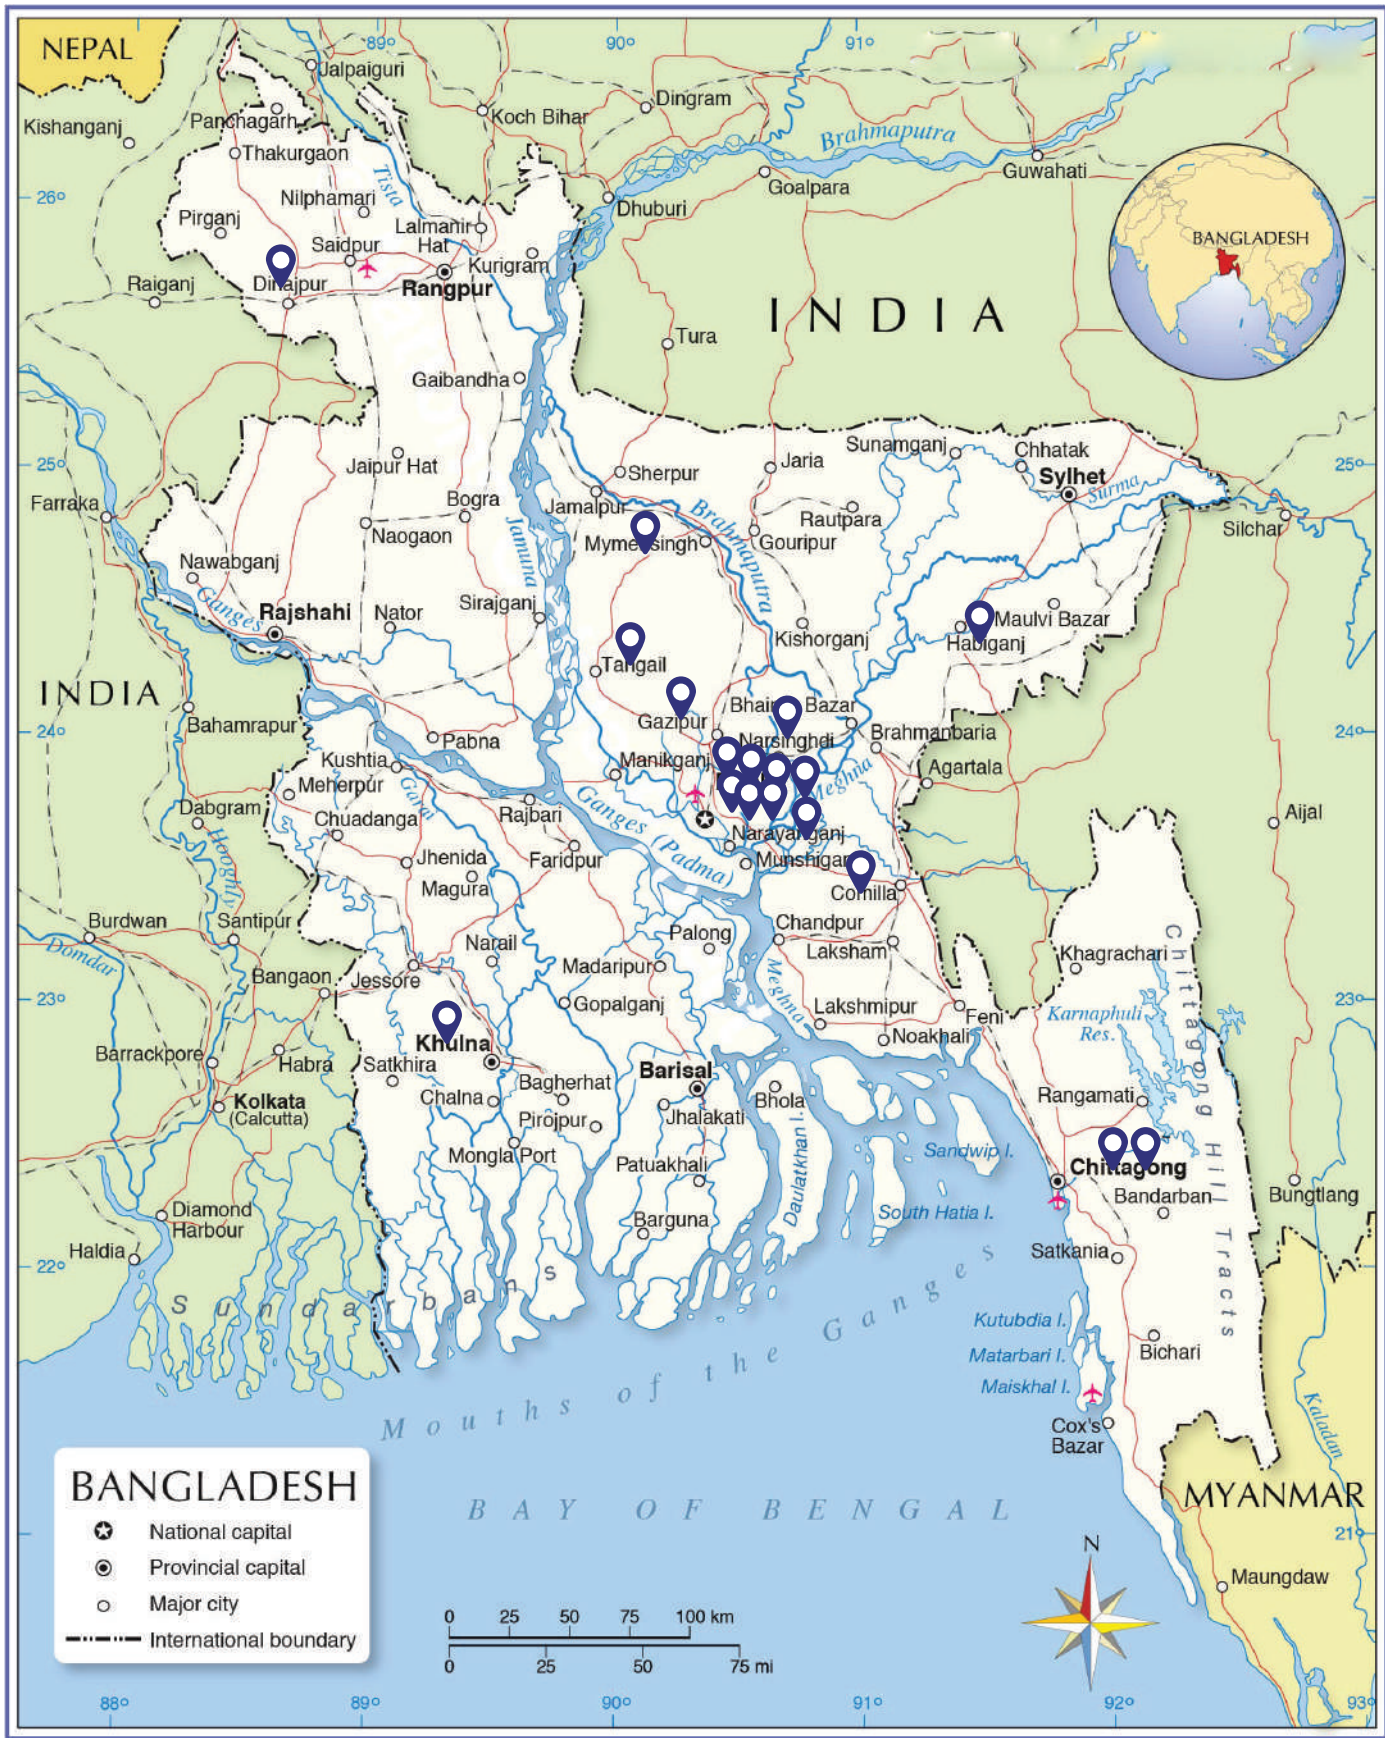 NEPAL
89°
90°
91°
Jalpaiguri
Dingram
Koch Bihar
Kishanganj
Panchagarh
Brahmaputra
Thakurgaon
Guwahati
Goalpara
Tista
26°
Nilphamari
Dhuburi
Pirganj
Lalmanir
Hat
Saidpur
BANGLADESH
Kurigram
Raiganj
Dinajpur
Rangpur
INDIA
Tura
Gaibandha
Sunamganj
Chhatak
Jaria
25°
Jaipur Hat
Sherpur
Sylhet
25°
Surma
Farraka
Bogra
Jamalpur
Brahmaputra
Rautpara
Silchar
Naogaon
Jamuna
Mymensingh
Gouripur
Nawabganj
Ganges
Rajshahi
Nator
Sirajganj
Maulvi Bazar
Kishorganj
Habiganj
Tangail
INDIA
Bahamrapur
Gazipur
Bhairab Bazar
24°
Pabna
Narsinghdi
Brahmanbaria
24°
Kushtia
Manikganj
Agartala
Meherpur
Garai
Meghna
Dabgram
Rajbari
Ganges (Padma)
Aijal
Chuadanga
Narayanganj
Hooghly
Jhenida
Faridpur
Munshiganj
Magura
Comilla
Burdwan
Santipur
Chandpur
Domdar
Narail
Palong
Laksham
Khagrachari
Bangaon
Jessore
Madaripur
Meghna
Chittagong Hill Tracts
23°
Gopalganj
Lakshmipur
Feni
Karnaphuli
Res.
23°
Noakhali
Khulna
Barrackpore
Habra
Satkhira
Barisal
Bagherhat
Kolkata
(Calcutta)
Chalna
Bhola
Rangamati
Pirojpur
Jhalakati
Daulatkhan I.
Mongla Port
Patuakhali
Sandwip I.
Chittagong
Bandarban
Bungtlang
Diamond
Harbour
Barguna
South Hatia I.
Haldia
Satkania
22°
Sundarbans
Mouths of the Ganges
Kutubdia I.
Matarbari I.
Bichari
Maiskhal I.
Kaladan
Cox's
Bazar
BANGLADESH
MYANMAR
BAY OF BENGAL
National capital
21°
Provincial capital
N
Maungdaw
Major city
0 25 50 75 100 km
International boundary
0 25 50 75 mi
88°
89°
90°
91°
92°
93°